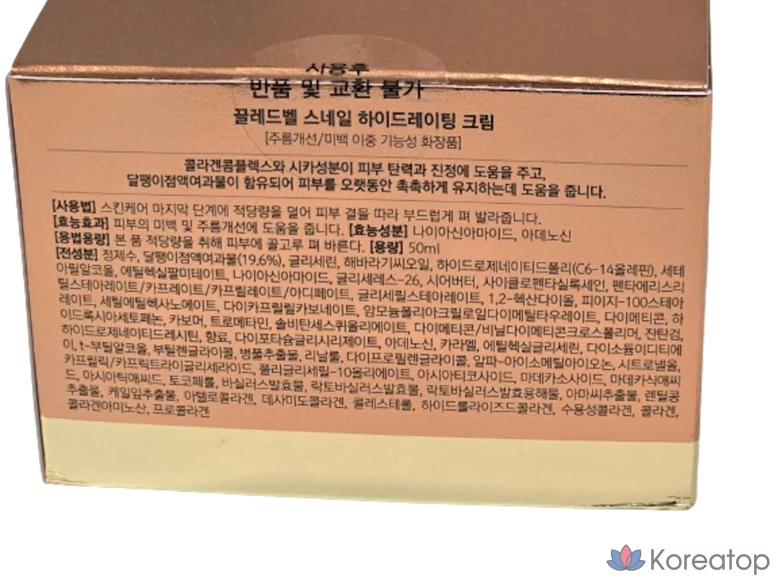 사용후
반품 및 교환 불가
끌레드벨 스네일 하이드레이팅 크림
[주름개선/미백 이중 기능성 화장품]
콜라겐콤플렉스와 시카성분이 피부 탄력과 진정에 도움을 주고,
달팽이점액여과물이 함유되어 피부를 오랫동안 촉촉하게 유지하는데 도움을 줍니다.
[사용법] 스킨케어 마지막 단계에 적당량을 덜어 피부 결을 따라 부드럽게 펴 발라줍니다.
[효능효과] 피부의 미백 및 주름개선에 도움을 줍니다. [효능성분] 나이아신아마이드, 아데노신
[용법용량] 본 품 적당량을 취해 피부에 골고루 펴 바른다. [용량] 50ml
[전성분] 정제수, 달팽이점액여과물(19.6%), 글리세린, 해바라기씨오일, 하이드로제네이티드폴리(C6-14올레핀), 세테
아릴알코올, 에틸헥실팔미테이트, 나이아신아마이드, 글리세레스-26, 시어버터, 사이클로펜타실록세인, 펜타에리스리
틸스테아레이트/카프레이트/카프릴레이트/아디페이트, 글리세릴스테아레이트, 1,2-헥산다이올, 피이지-100스테아
레이트, 세틸에틸헥사노에이트, 다이카프릴릴카보네이트, 암모늄폴리아크릴로일다이메틸타우레이트, 다이메티콘, 하
이드록시아세토페논, 카보머, 트로메타민, 솔비탄세스퀴올리에이트, 다이메티콘/비닐다이메티콘크로스폴리머, 잔탄검,
하이드로제네이티드레시틴, 향료, 다이포타슘글리시리제이트, 아데노신, 카라멜, 에틸헥실글리세린, 다이소듐이디티에
이, t-부틸알코올, 부틸렌글라이콜, 병풀추출물, 리날룰, 다이프로필렌글라이콜, 알파-아이소메틸아이오논, 시트로넬올,
카프릴릭/카프릭트라이글리세라이드, 폴리글리세릴-10올리에이트, 아시아티코사이드, 마데카소사이드, 마데카식애씨
드, 아시아틱애씨드, 토코페롤, 바실러스발효물, 락토바실러스발효물, 락토바실러스발효용해물, 아마씨추출물, 렌틸콩
추출물, 케일잎추출물, 아텔로콜라겐, 데사미도콜라겐, 콜레스테롤, 하이드롤라이즈드콜라겐, 수용성콜라겐, 콜라겐,
콜라겐아미노산, 프로콜라겐
Koreatop